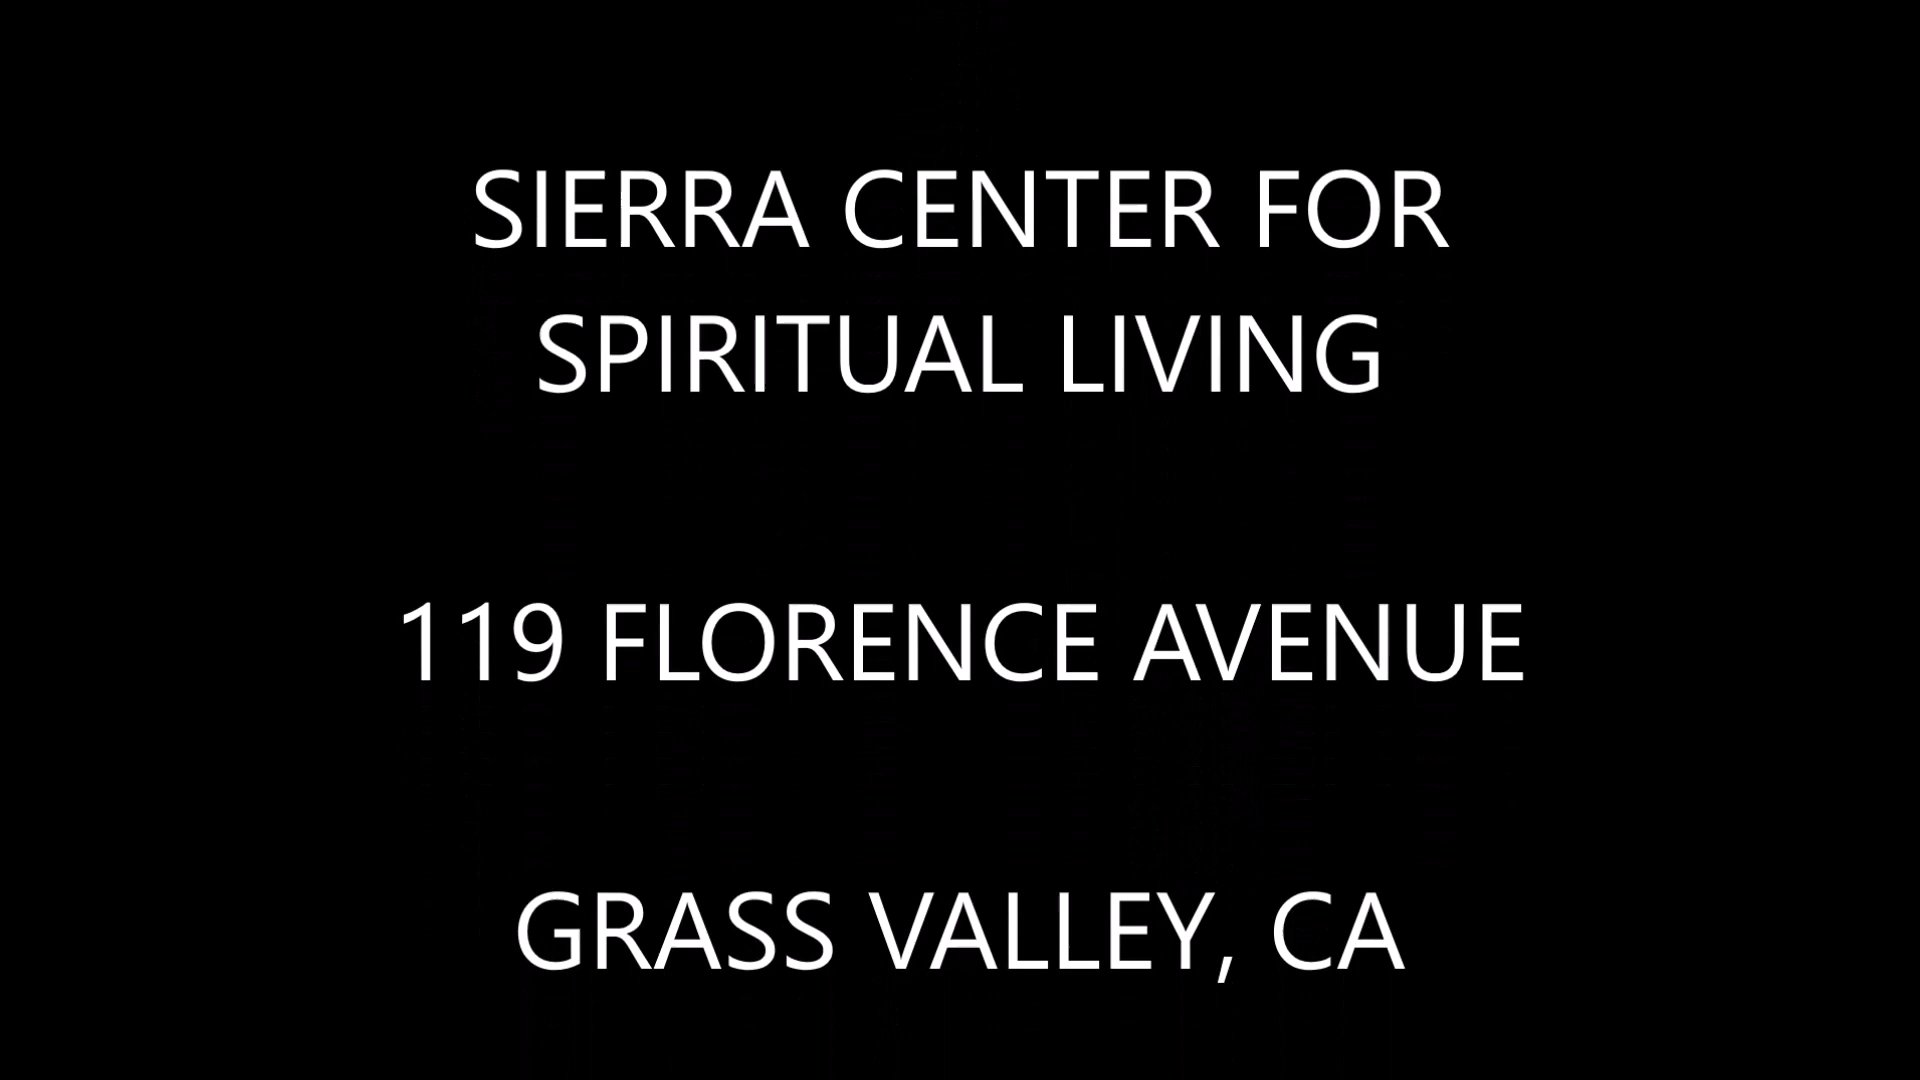 SIERRA CENTER FOR
SPIRITUAL LIVING
119 FLORENCE AVENUE
GRASS VALLEY, CA